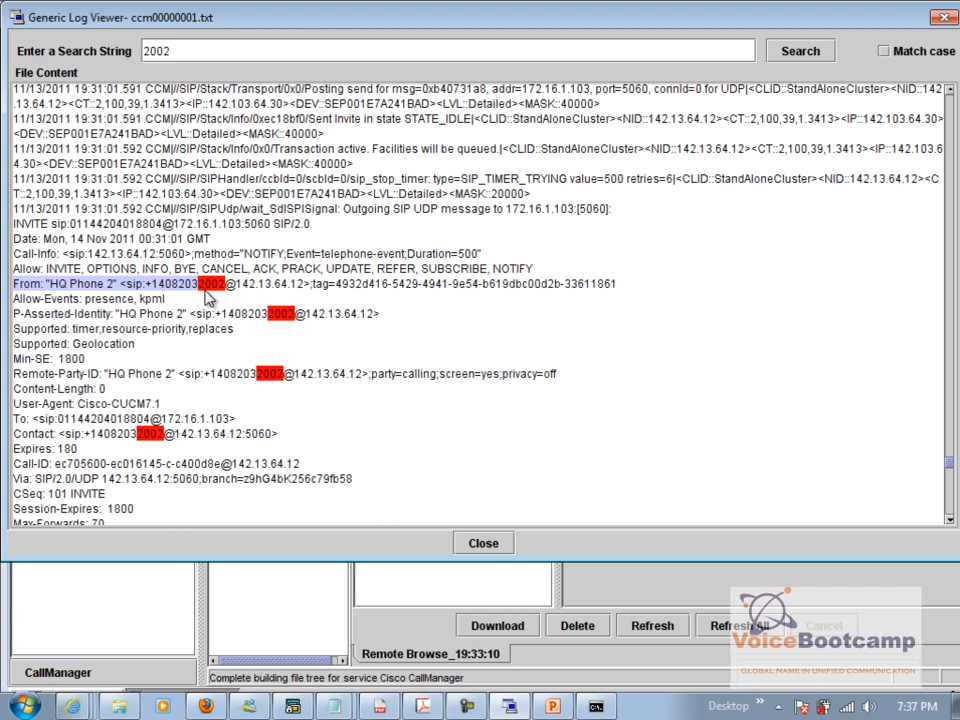 Generic Log Viewer- ccm00000001.txt
Enter a Search String 2002 Search Match case
File Content
11/13/2011 19:31:01.591 CCM|//SIP/Stack/Transport/0x0/Posting send for msg=0xb40731a8, addr=172.16.1.103, port=5060, connId=0 for UDP|<CLID::StandAloneCluster><NID::142
.13.64.12><CT::2,100,39,1.3413><IP::142.103.64.30><DEV::SEP001E7A241BAD><LVL::Detailed><MASK::40000>
11/13/2011 19:31:01.591 CCM|//SIP/Stack/Info/0xec18bf0/Sent Invite in state STATE_IDLE|<CLID::StandAloneCluster><NID::142.13.64.12><CT::2,100,39,1.3413><IP::142.103.64.30>
<DEV::SEP001E7A241BAD><LVL::Detailed><MASK::40000>
11/13/2011 19:31:01.592 CCM|//SIP/Stack/Info/0x0/Transaction active. Facilities will be queued.|<CLID::StandAloneCluster><NID::142.13.64.12><CT::2,100,39,1.3413><IP::142.103.6
4.30><DEV::SEP001E7A241BAD><LVL::Detailed><MASK::40000>
11/13/2011 19:31:01.592 CCM|//SIP/SIPHandler/ccbId=0/scbId=0/sip_stop_timer: type=SIP_TIMER_TRYING value=500 retries=6|<CLID::StandAloneCluster><NID::142.13.64.12><C
T::2,100,39,1.3413><IP::142.103.64.30><DEV::SEP001E7A241BAD><LVL::Detailed><MASK::20000>
11/13/2011 19:31:01.592 CCM|//SIP/SIPUdp/wait_SdlSPISignal: Outgoing SIP UDP message to 172.16.1.103:[5060]:
INVITE sip:01144204018804@172.16.1.103:5060 SIP/2.0
Date: Mon, 14 Nov 2011 00:31:01 GMT
Call-Info: <sip:142.13.64.12:5060>;method="NOTIFY;Event=telephone-event;Duration=500"
Allow: INVITE, OPTIONS, INFO, BYE, CANCEL, ACK, PRACK, UPDATE, REFER, SUBSCRIBE, NOTIFY
From: "HQ Phone 2" <sip:+14082032002@142.13.64.12>;tag=4932d416-5429-4941-9e54-b619dbc00d2b-33611861
Allow-Events: presence, kpml
P-Asserted-Identity: "HQ Phone 2" <sip:+14082032002@142.13.64.12>
Supported: timer,resource-priority,replaces
Supported: Geolocation
Min-SE: 1800
Remote-Party-ID: "HQ Phone 2" <sip:+14082032002@142.13.64.12>;party=calling;screen=yes;privacy=off
Content-Length: 0
User-Agent: Cisco-CUCM7.1
To: <sip:01144204018804@172.16.1.103>
Contact: <sip:+14082032002@142.13.64.12:5060>
Expires: 180
Call-ID: ec705600-ec016145-c-c400d8e@142.13.64.12
Via: SIP/2.0/UDP 142.13.64.12:5060;branch=z9hG4bK256c79fb58
CSeq: 101 INVITE
Session-Expires: 1800
Max-Forwards: 70
Close
Download Delete Refresh Refresh All Cancel
VoiceBootcamp
Remote Browse_19:33:10
GLOBAL NAME IN UNIFIED COMMUNICATION
CallManager
Complete building file tree for service Cisco CallManager
Desktop
7:37 PM